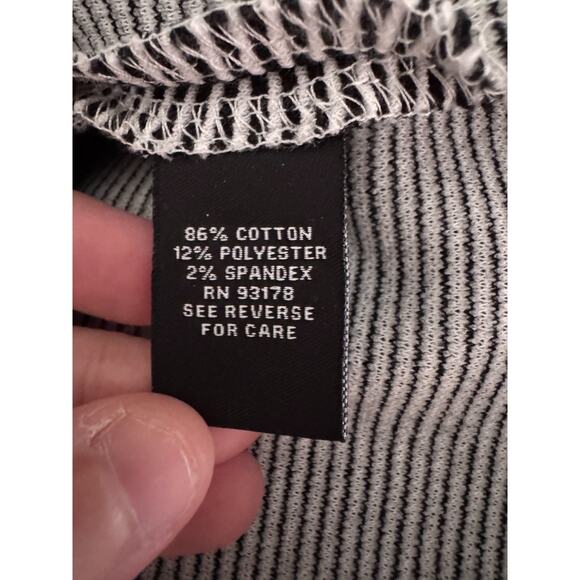 86% COTTON
12% POLYESTER
2% SPANDEX
RN 93178
SEE REVERSE
FOR CARE